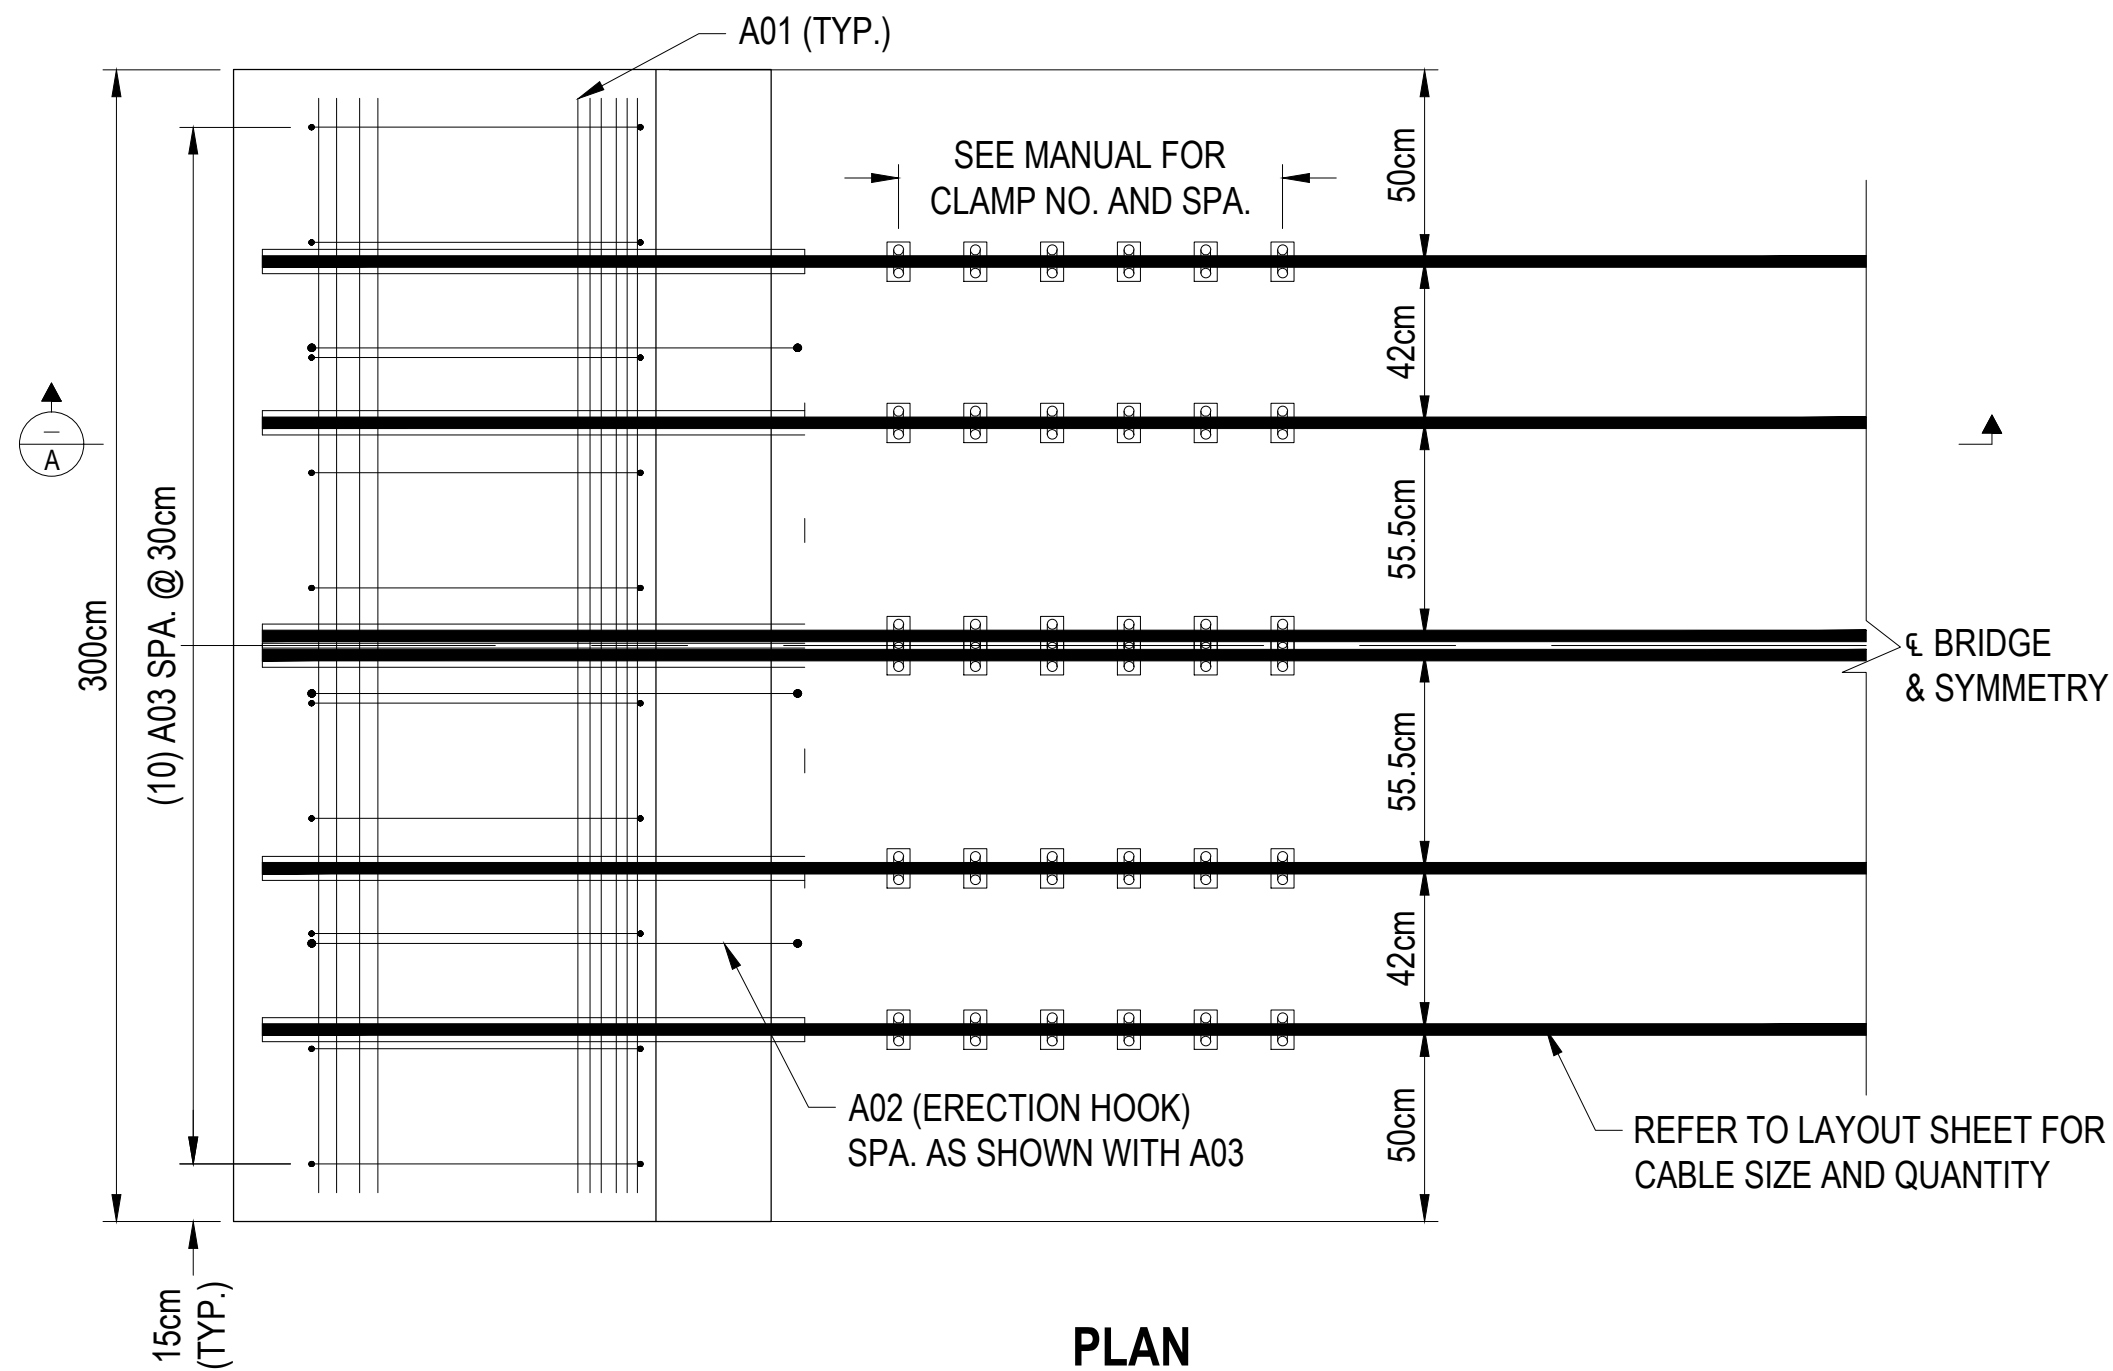 A01 (TYP.)
SEE MANUAL FOR
CLAMP NO. AND SPA.
50cm
42cm
55.5cm
55.5cm
42cm
50cm
300cm
(10) A03 SPA. @ 30cm
15cm
(TYP.)
–
A
℄ BRIDGE
& SYMMETRY
A02 (ERECTION HOOK)
SPA. AS SHOWN WITH A03
REFER TO LAYOUT SHEET FOR
CABLE SIZE AND QUANTITY
PLAN